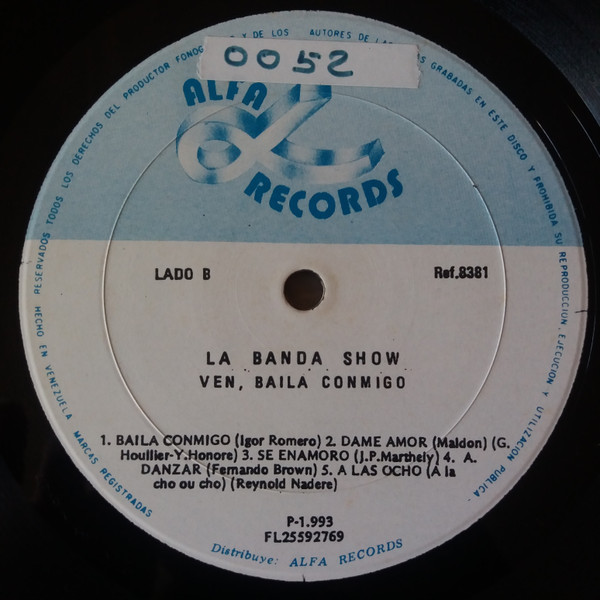 0052
ALFA
RECORDS
RESERVADOS TODOS LOS DERECHOS DEL PRODUCTOR
Y DE LOS AUTORES DE
GRABADAS EN ESTE DISCO Y PROHIBIDA SU REPRODUCCION, EJECUCION Y UTILIZACION PUBLICA.
LADO B
Ref.8381
LA BANDA SHOW
VEN, BAILA CONMIGO
1. BAILA CONMIGO (Igor Romero) 2. DAME AMOR (Maldon) (G.
Houllier-Y.Honore) 3. SE ENAMORO (J.P.Marthely) 4. A.
DANZAR (Fernando Brown) 5. A LAS OCHO (A la
cho ou cho) (Reynold Nadere)
P-1.993
FL25592769
HECHO EN VENEZUELA MARCAS REGISTRADAS
Distribuye: ALFA RECORDS